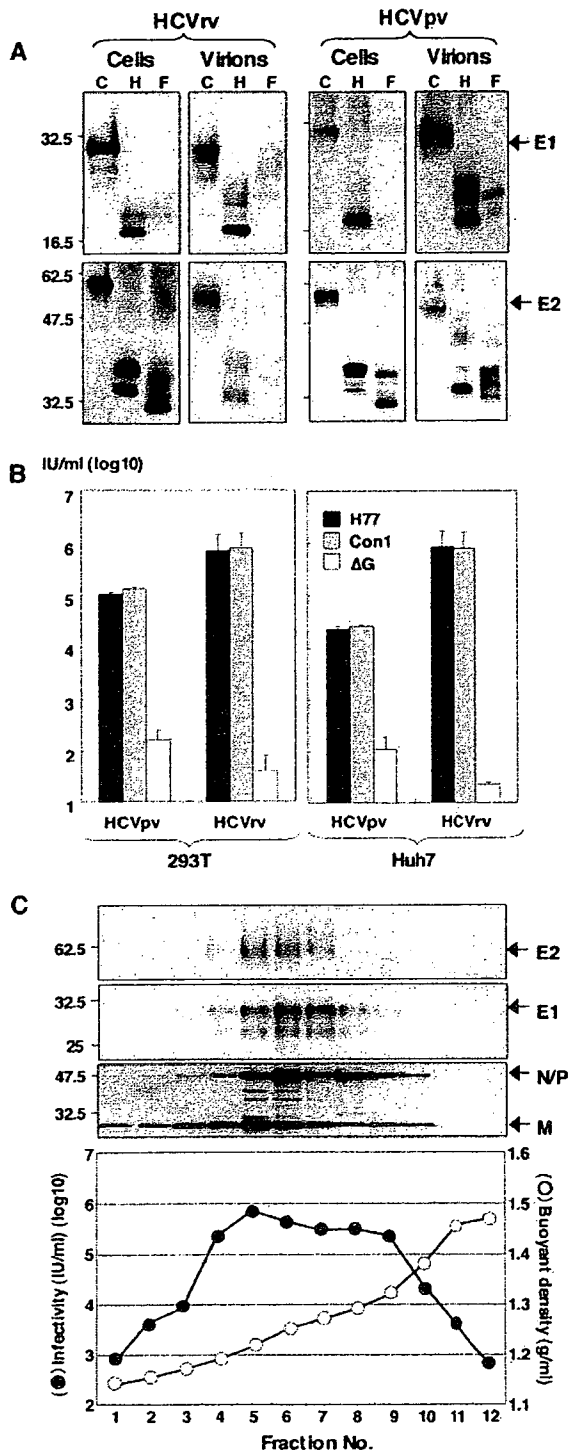 HCVrv HCVpv
A Cells Virions Cells Virions
C H F C H F C H F C H F
32.5
E1
16.5
62.5
E2
47.5
32.5
B IU/ml (log10)
7
6
5
4
3
2
1
H77
Con1
ΔG
HCVpv HCVrv HCVpv HCVrv
293T Huh7
C
62.5 E2
32.5 E1
25
47.5 N/P
32.5 M
7 1.6
6 1.5
5 1.4
4 1.3
3 1.2
2 1.1
(●) Infectivity (IU/ml) (log10)
(○) Buoyant density (g/ml)
1 2 3 4 5 6 7 8 9 10 11 12
Fraction No.